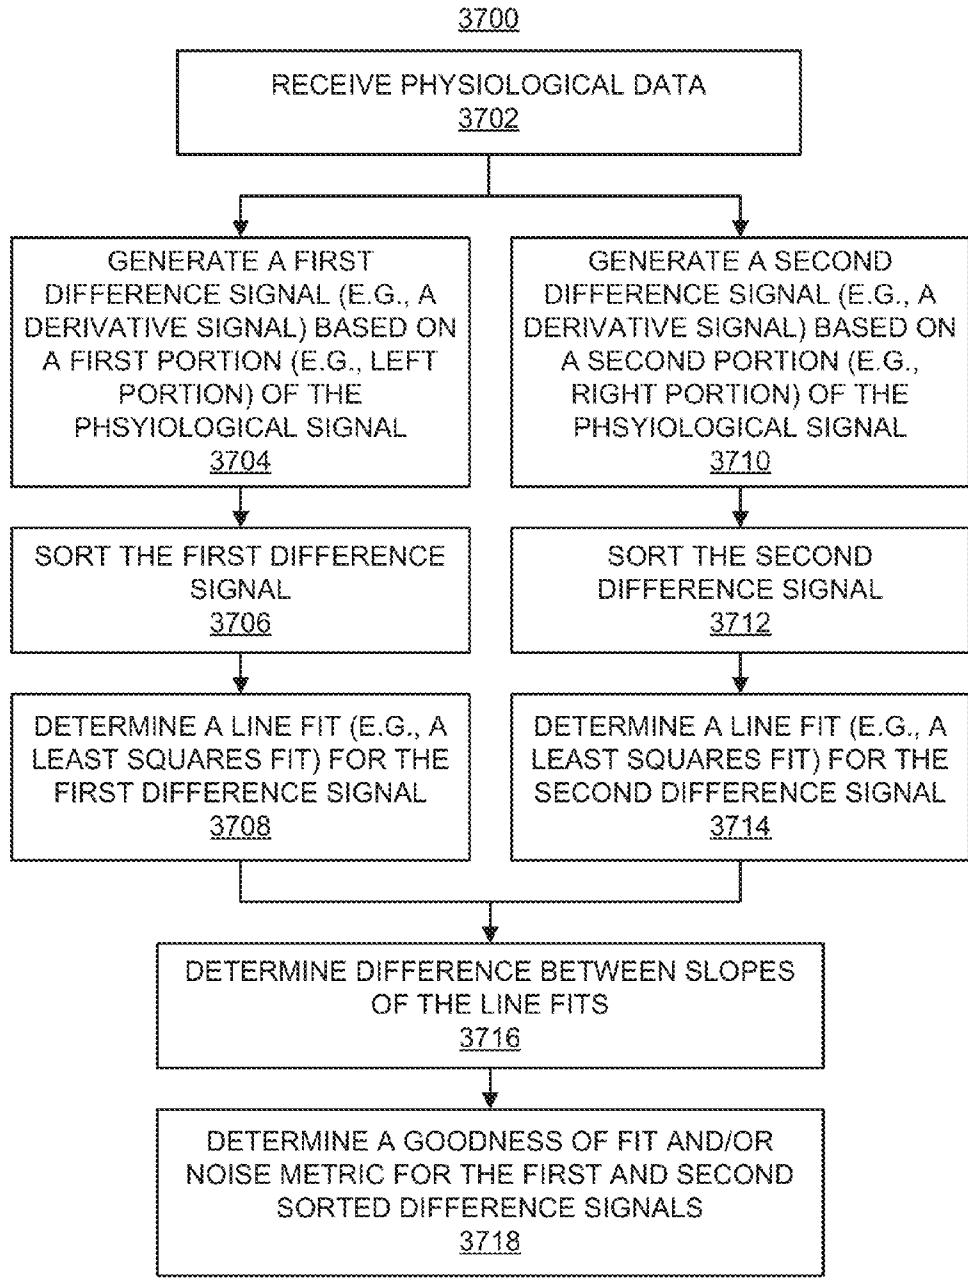 3700
RECEIVE PHYSIOLOGICAL DATA
3702
GENERATE A FIRST
DIFFERENCE SIGNAL (E.G., A
DERIVATIVE SIGNAL) BASED ON
A FIRST PORTION (E.G., LEFT
PORTION) OF THE
PHSYIOLOGICAL SIGNAL
3704
SORT THE FIRST DIFFERENCE
SIGNAL
3706
DETERMINE A LINE FIT (E.G., A
LEAST SQUARES FIT) FOR THE
FIRST DIFFERENCE SIGNAL
3708
GENERATE A SECOND
DIFFERENCE SIGNAL (E.G., A
DERIVATIVE SIGNAL) BASED ON
A SECOND PORTION (E.G.,
RIGHT PORTION) OF THE
PHSYIOLOGICAL SIGNAL
3710
SORT THE SECOND
DIFFERENCE SIGNAL
3712
DETERMINE A LINE FIT (E.G., A
LEAST SQUARES FIT) FOR THE
SECOND DIFFERENCE SIGNAL
3714
DETERMINE DIFFERENCE BETWEEN SLOPES
OF THE LINE FITS
3716
DETERMINE A GOODNESS OF FIT AND/OR
NOISE METRIC FOR THE FIRST AND SECOND
SORTED DIFFERENCE SIGNALS
3718